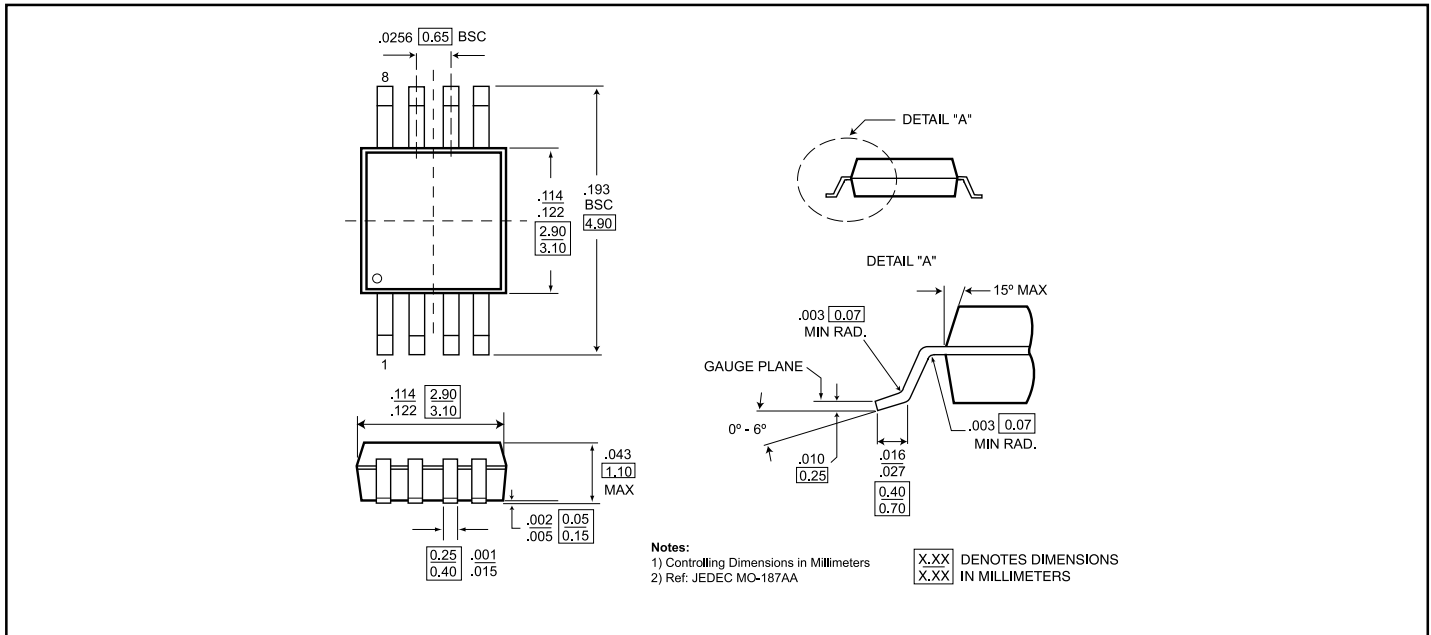 .0256 0.65 BSC
8
.114
.122
2.90
3.10
.193
BSC
4.90
1
.114 2.90
.122 3.10
.043
1.10
MAX
.002 0.05
.005 0.15
0.25 .001
0.40 .015
DETAIL "A"
DETAIL "A"
15º MAX
.003 0.07
MIN RAD.
GAUGE PLANE
0º - 6º
.010
0.25
.016
.027
0.40
0.70
.003 0.07
MIN RAD.
Notes:
1) Controlling Dimensions in Millimeters
2) Ref: JEDEC MO-187AA
X.XX DENOTES DIMENSIONS
X.XX IN MILLIMETERS